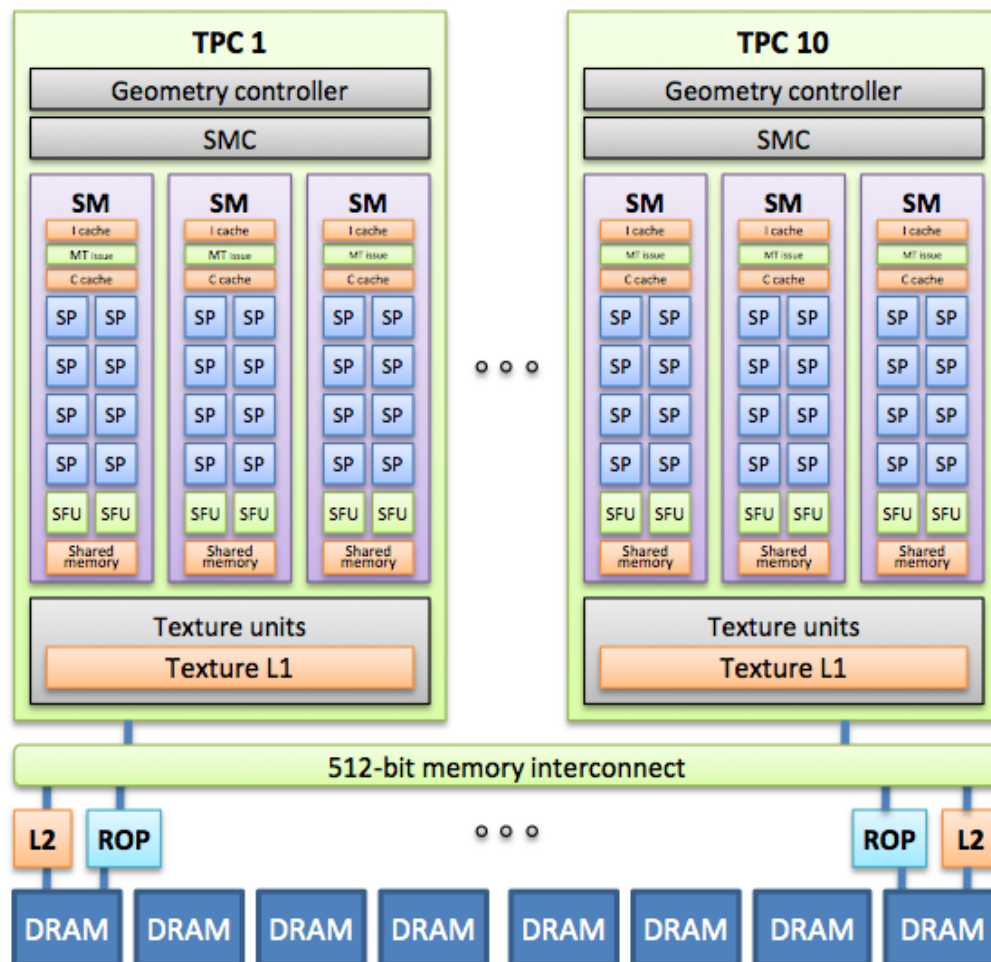 TPC 1 TPC 10
Geometry controller Geometry controller
SMC SMC
SM SM SM SM SM SM
I cache I cache I cache I cache I cache I cache
MT issue MT issue MT issue MT issue MT issue MT issue
C cache C cache C cache C cache C cache C cache
SP SP SP SP SP SP SP SP SP SP SP SP
SP SP SP SP SP SP SP SP SP SP SP SP
SP SP SP SP SP SP SP SP SP SP SP SP
SP SP SP SP SP SP SP SP SP SP SP SP
SFU SFU SFU SFU SFU SFU SFU SFU SFU SFU SFU SFU
Shared Shared Shared Shared Shared Shared
memory memory memory memory memory memory
Texture units Texture units
Texture L1 Texture L1
512-bit memory interconnect
L2 ROP ROP L2
DRAM DRAM DRAM DRAM DRAM DRAM DRAM DRAM